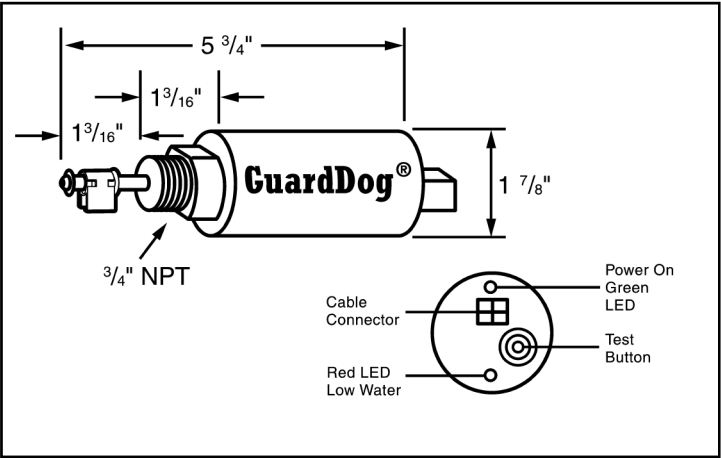 5 3/4"
1 3/16"
1 3/16"
GuardDog®
1 7/8"
3/4" NPT
Power On
Green
LED
Cable
Connector
Test
Button
Red LED
Low Water